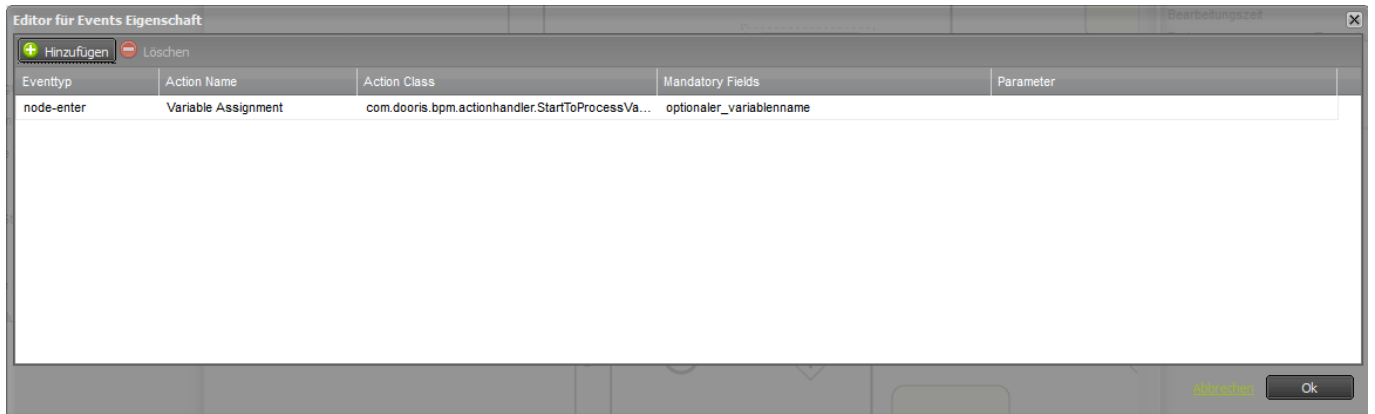 Bearbeitungszeit
Editor für Events Eigenschaft
Hinzufügen Löschen
Eventtyp Action Name Action Class Mandatory Fields Parameter
node-enter Variable Assignment com.dooris.bpm.actionhandler.StartToProcessVa... optionaler_variablenname
Abbrechen Ok